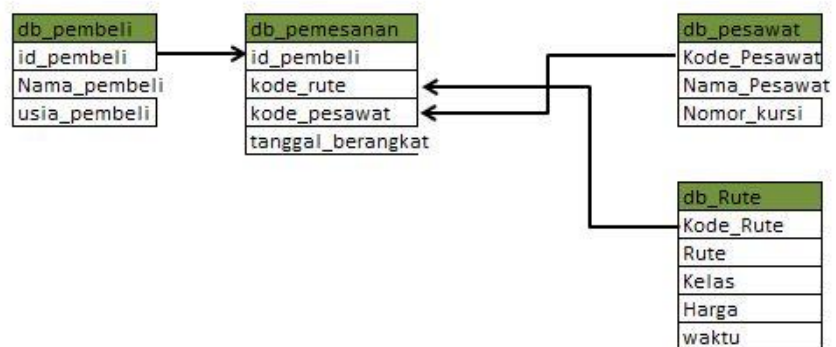 db_pembeli
id_pembeli
Nama_pembeli
usia_pembeli
db_pemesanan
id_pembeli
kode_rute
kode_pesawat
tanggal_berangkat
db_pesawat
Kode_Pesawat
Nama_Pesawat
Nomor_kursi
db_Rute
Kode_Rute
Rute
Kelas
Harga
waktu